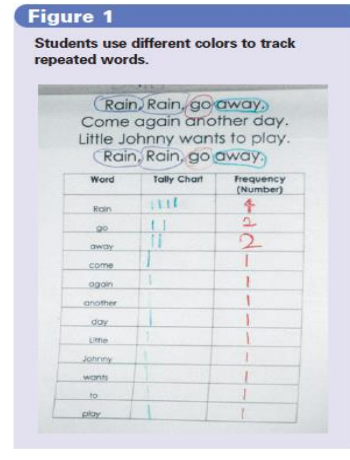 Figure 1
Students use different colors to track
repeated words.
Rain, Rain, go away.
Come again another day.
Little Johnny wants to play.
Rain, Rain, go away.
Word Tally Chart Frequency
(Number)
Rain 4
go 2
away 2
come 1
again 1
another 1
day 1
Little 1
Johnny 1
wants 1
to 1
play 1